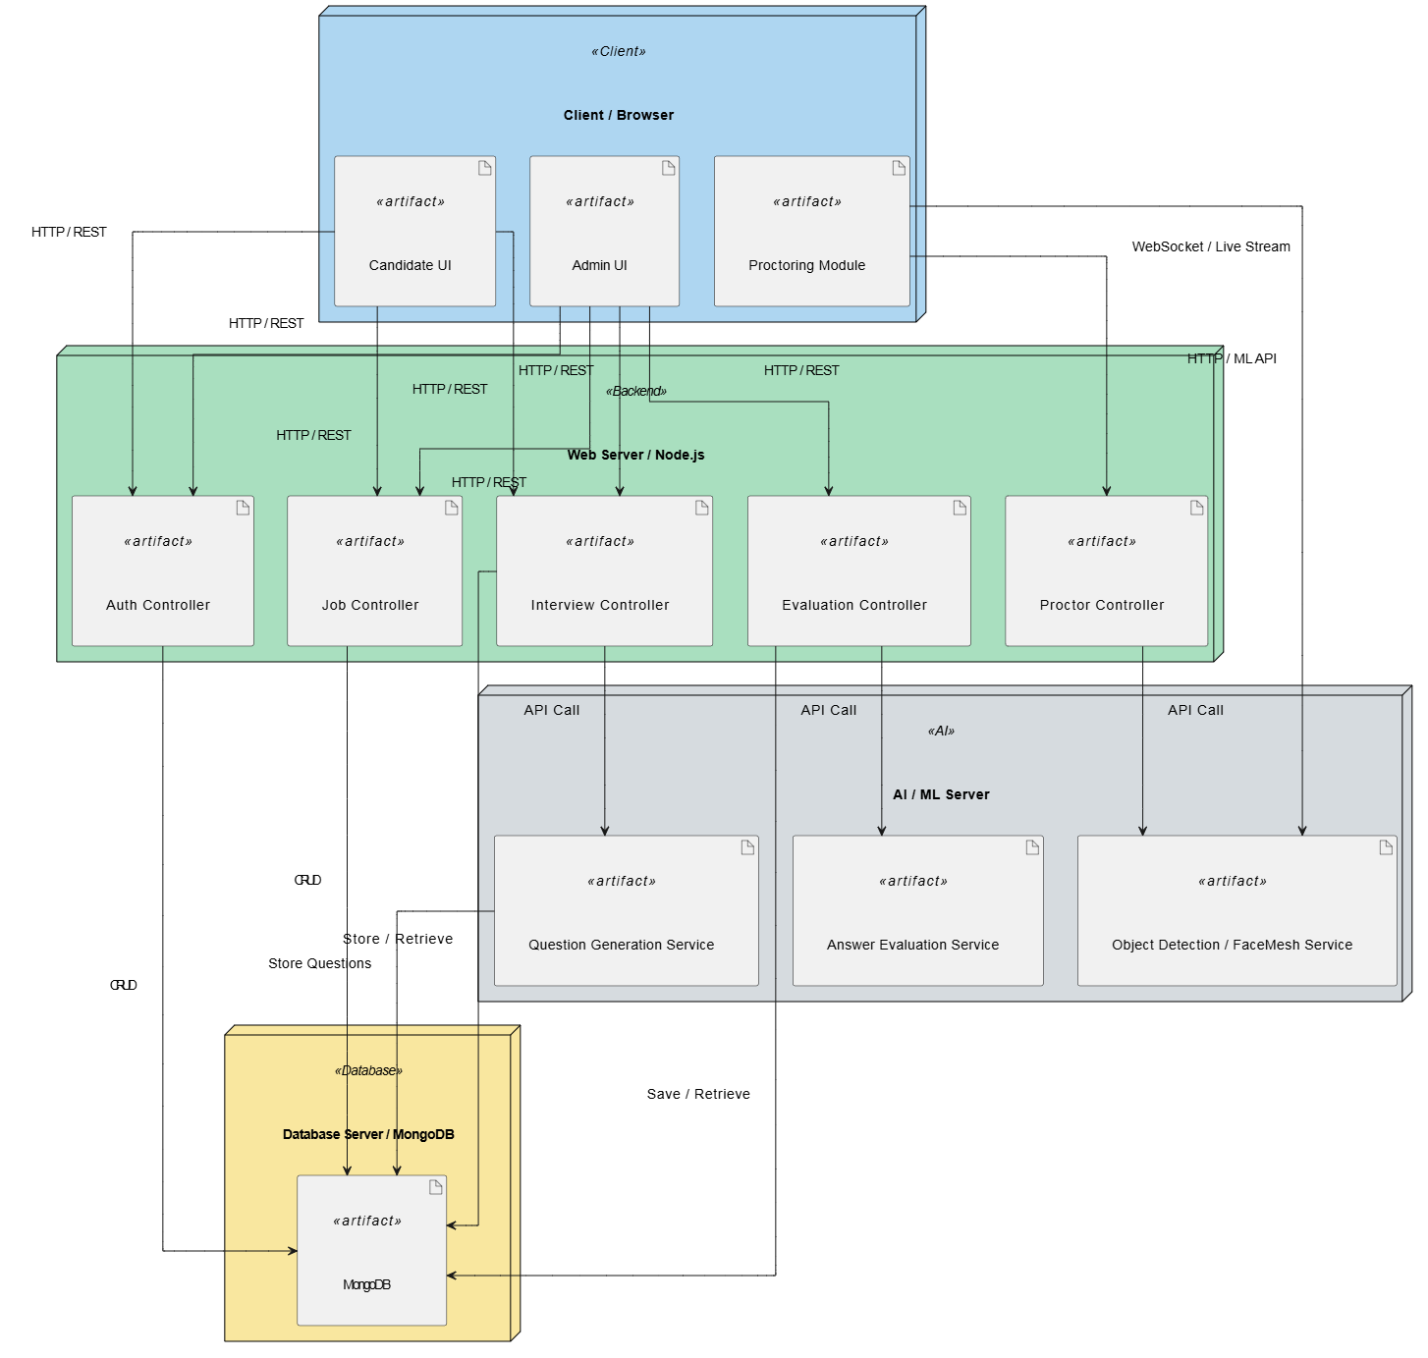 «Client»
Client / Browser
«artifact»
Candidate UI
«artifact»
Admin UI
«artifact»
Proctoring Module
HTTP / REST
WebSocket / Live Stream
HTTP / REST
HTTP / ML API
HTTP / REST
HTTP / REST
HTTP / REST
«Backend»
HTTP / REST
Web Server / Node.js
HTTP / REST
«artifact»
Auth Controller
«artifact»
Job Controller
«artifact»
Interview Controller
«artifact»
Evaluation Controller
«artifact»
Proctor Controller
API Call
API Call
API Call
«AI»
AI / ML Server
«artifact»
Question Generation Service
«artifact»
Answer Evaluation Service
«artifact»
Object Detection / FaceMesh Service
CRUD
Store / Retrieve
Store Questions
CRUD
«Database»
Save / Retrieve
Database Server / MongoDB
«artifact»
MongoDB